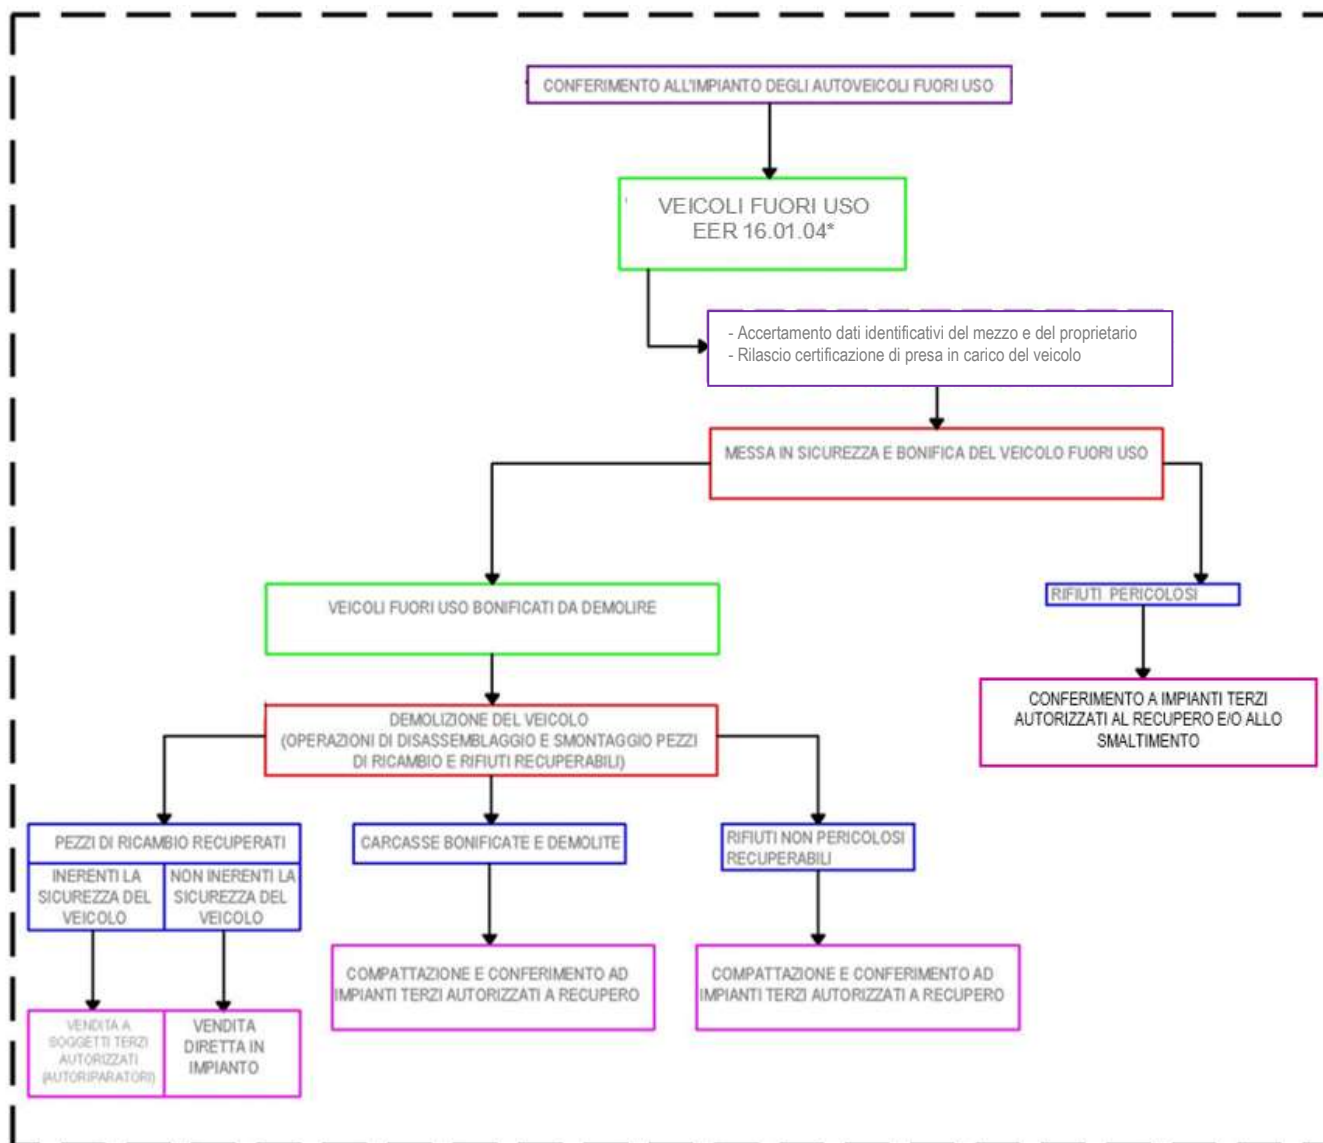 CONFERIMENTO ALL'IMPIANTO DEGLI AUTOVEICOLI FUORI USO
VEICOLI FUORI USO
EER 16.01.04*
- Accertamento dati identificativi del mezzo e del proprietario
- Rilascio certificazione di presa in carico del veicolo
MESSA IN SICUREZZA E BONIFICA DEL VEICOLO FUORI USO
VEICOLI FUORI USO BONIFICATI DA DEMOLIRE
RIFIUTI PERICOLOSI
CONFERIMENTO A IMPIANTI TERZI
AUTORIZZATI AL RECUPERO E/O ALLO
SMALTIMENTO
DEMOLIZIONE DEL VEICOLO
(OPERAZIONI DI DISASSEMBLAGGIO E SMONTAGGIO PEZZI
DI RICAMBIO E RIFIUTI RECUPERABILI)
PEZZI DI RICAMBIO RECUPERATI
INERENTI LA
SICUREZZA DEL
VEICOLO
NON INERENTI LA
SICUREZZA DEL
VEICOLO
CARCASSE BONIFICATE E DEMOLITE
RIFIUTI NON PERICOLOSI
RECUPERABILI
VENDITA A
SOGGETTI TERZI
AUTORIZZATI
(AUTORIPARATORI)
VENDITA
DIRETTA IN
IMPIANTO
COMPATTAZIONE E CONFERIMENTO AD
IMPIANTI TERZI AUTORIZZATI A RECUPERO
COMPATTAZIONE E CONFERIMENTO AD
IMPIANTI TERZI AUTORIZZATI A RECUPERO